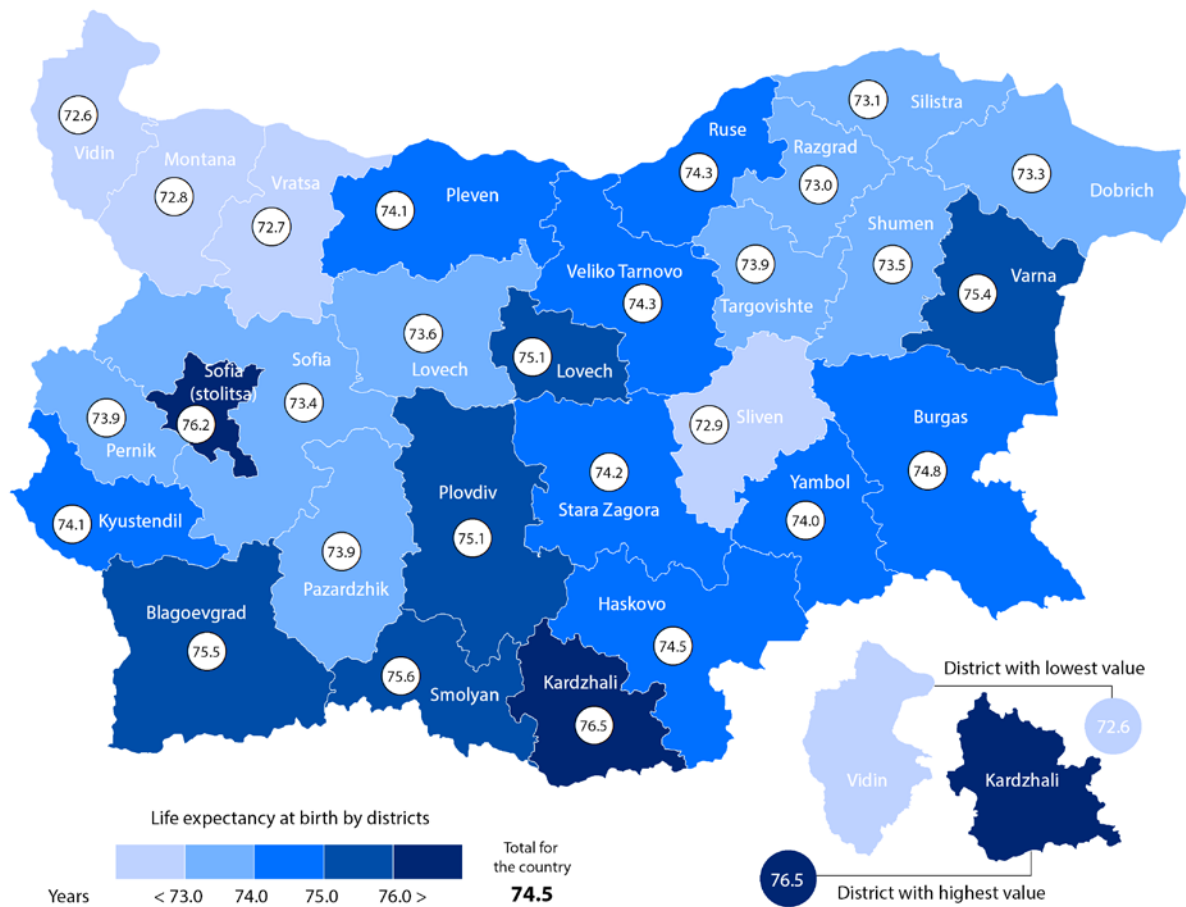 72.6
Vidin
Montana
72.8
Vratsa
72.7
74.1
Pleven
Ruse
74.3
73.1
Silistra
Razgrad
73.0
73.3
Dobrich
Shumen
73.5
73.9
Targovishte
Varna
75.4
Veliko Tarnovo
74.3
73.6
Lovech
75.1
Lovech
Sofia
73.4
Sofia
(stolitsa)
76.2
73.9
Pernik
74.1
Kyustendil
Plovdiv
75.1
73.9
Pazardzhik
74.2
Stara Zagora
72.9
Sliven
Yambol
74.0
Burgas
74.8
Blagoevgrad
75.5
75.6
Smolyan
Kardzhali
76.5
Haskovo
74.5
District with lowest value
72.6
Vidin
Kardzhali
76.5
District with highest value
Life expectancy at birth by districts
Years < 73.0 74.0 75.0 76.0 >
Total for
the country
74.5